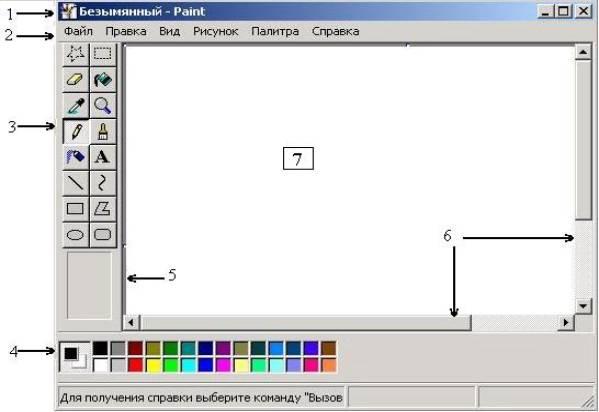 1
Безымянный - Paint
2
Файл Правка Вид Рисунок Палитра Справка
3
A
7
6
5
4
Для получения справки выберите команду "Вызов